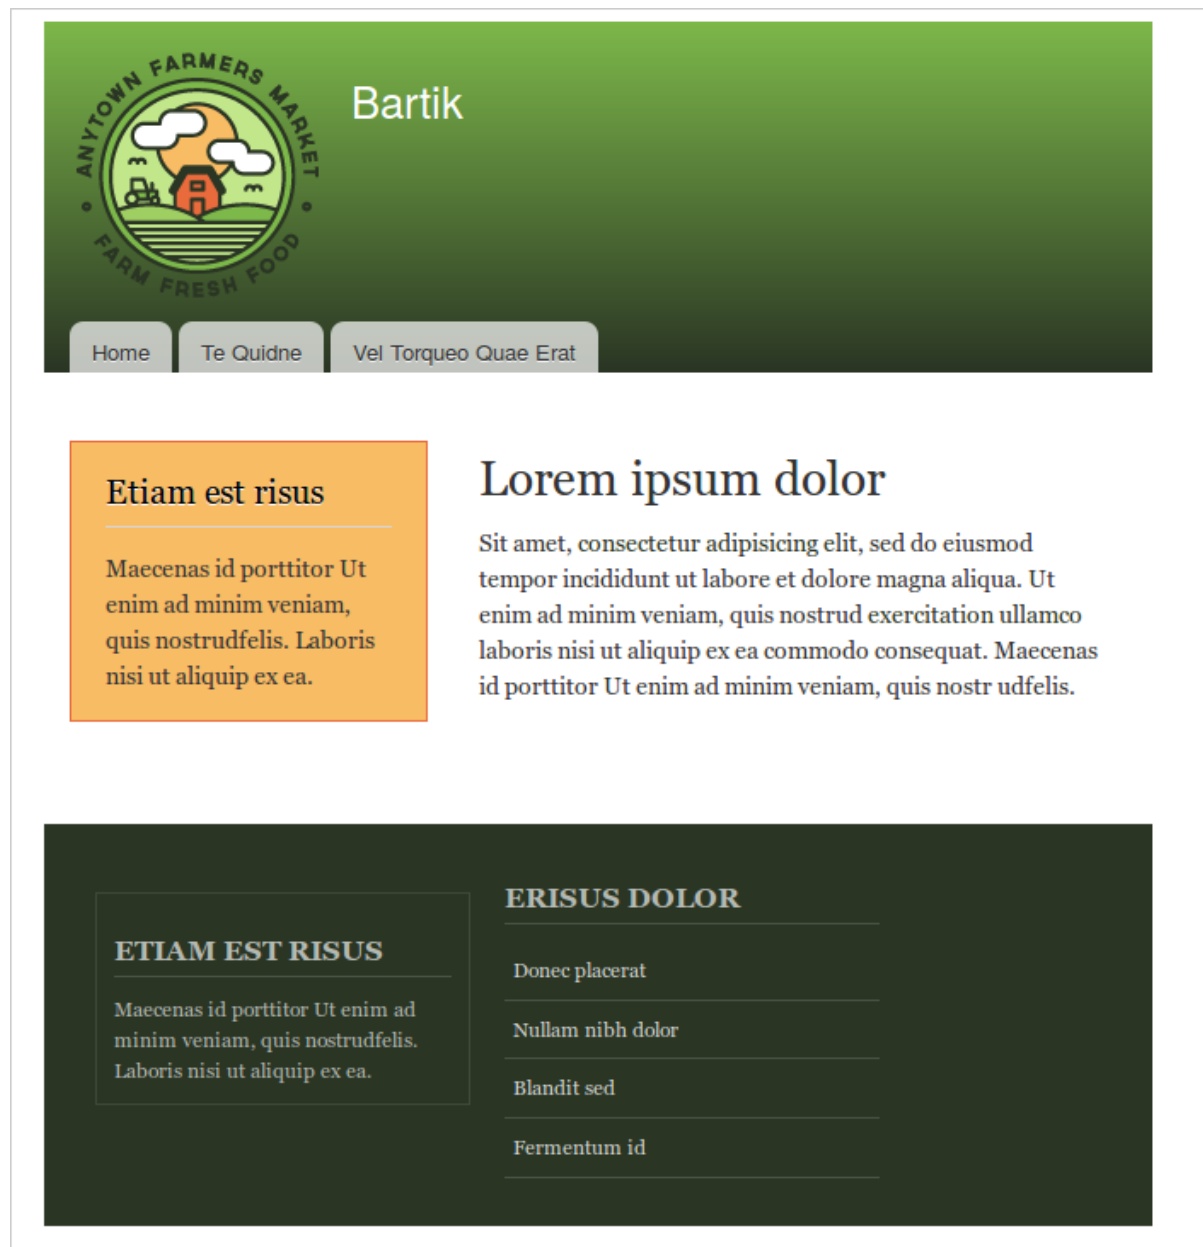 ANYTOWN FARMERS MARKET
FARM FRESH FOOD
Bartik
Home
Te Quidne
Vel Torqueo Quae Erat
Etiam est risus
Maecenas id porttitor Ut
enim ad minim veniam,
quis nostrudfelis. Laboris
nisi ut aliquip ex ea.
Lorem ipsum dolor
Sit amet, consectetur adipisicing elit, sed do eiusmod
tempor incididunt ut labore et dolore magna aliqua. Ut
enim ad minim veniam, quis nostrud exercitation ullamco
laboris nisi ut aliquip ex ea commodo consequat. Maecenas
id porttitor Ut enim ad minim veniam, quis nostr udfelis.
ETIAM EST RISUS
Maecenas id porttitor Ut enim ad
minim veniam, quis nostrudfelis.
Laboris nisi ut aliquip ex ea.
ERISUS DOLOR
Donec placerat
Nullam nibh dolor
Blandit sed
Fermentum id